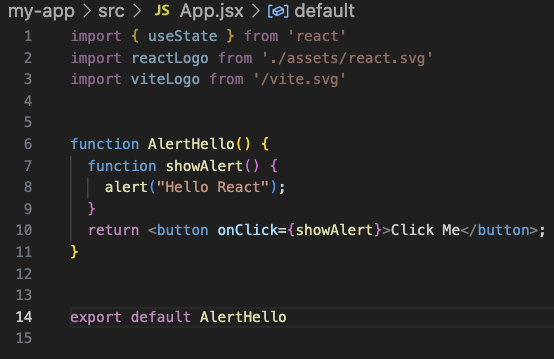 my-app > src > JS App.jsx > default
1 import { useState } from 'react'
2 import reactLogo from './assets/react.svg'
3 import viteLogo from '/vite.svg'
4
5
6 function AlertHello() {
7   function showAlert() {
8     alert("Hello React");
9   }
10   return <button onClick={showAlert}>Click Me</button>;
11 }
12
13
14 export default AlertHello
15